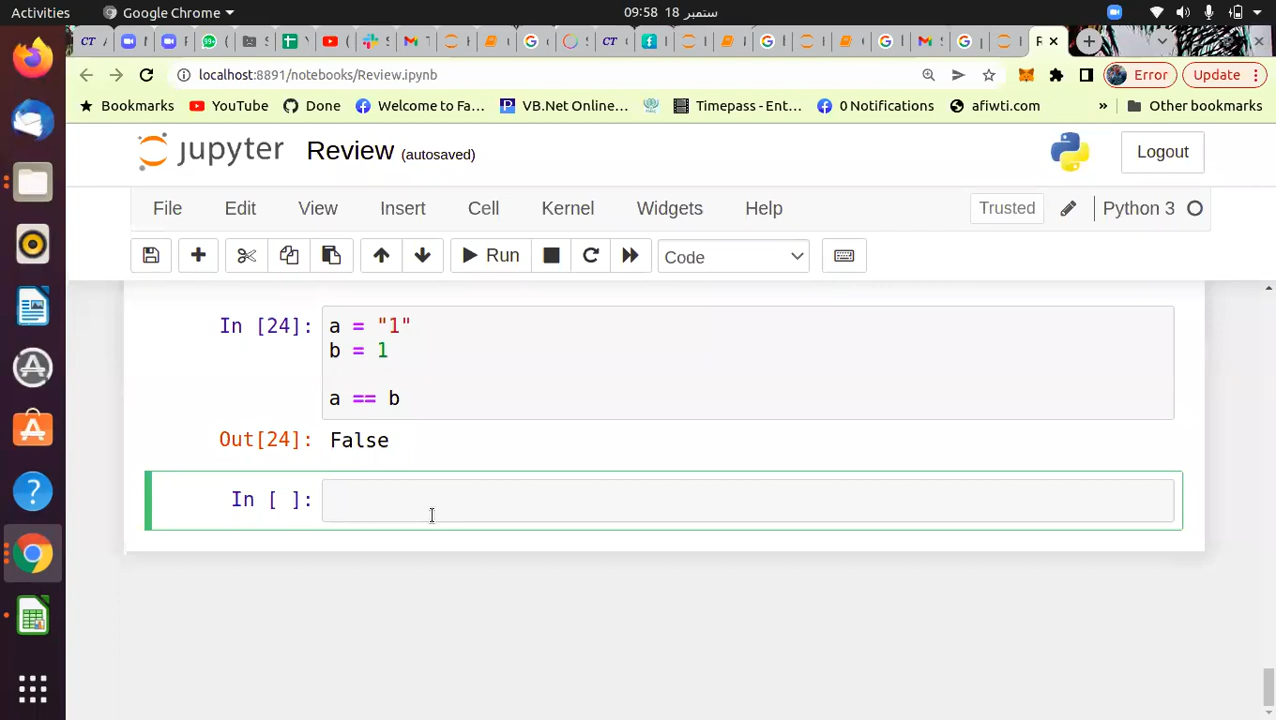 Activities Google Chrome 09:58 18 ستمبر
localhost:8891/notebooks/Review.ipynb Error Update
Bookmarks YouTube Done Welcome to Fa... VB.Net Online... Timepass - Ent... 0 Notifications afiwti.com » Other bookmarks
jupyter Review (autosaved) Logout
File Edit View Insert Cell Kernel Widgets Help Trusted Python 3
Run Code
In [24]: a = "1"
b = 1
a == b
Out[24]: False
In [ ]: